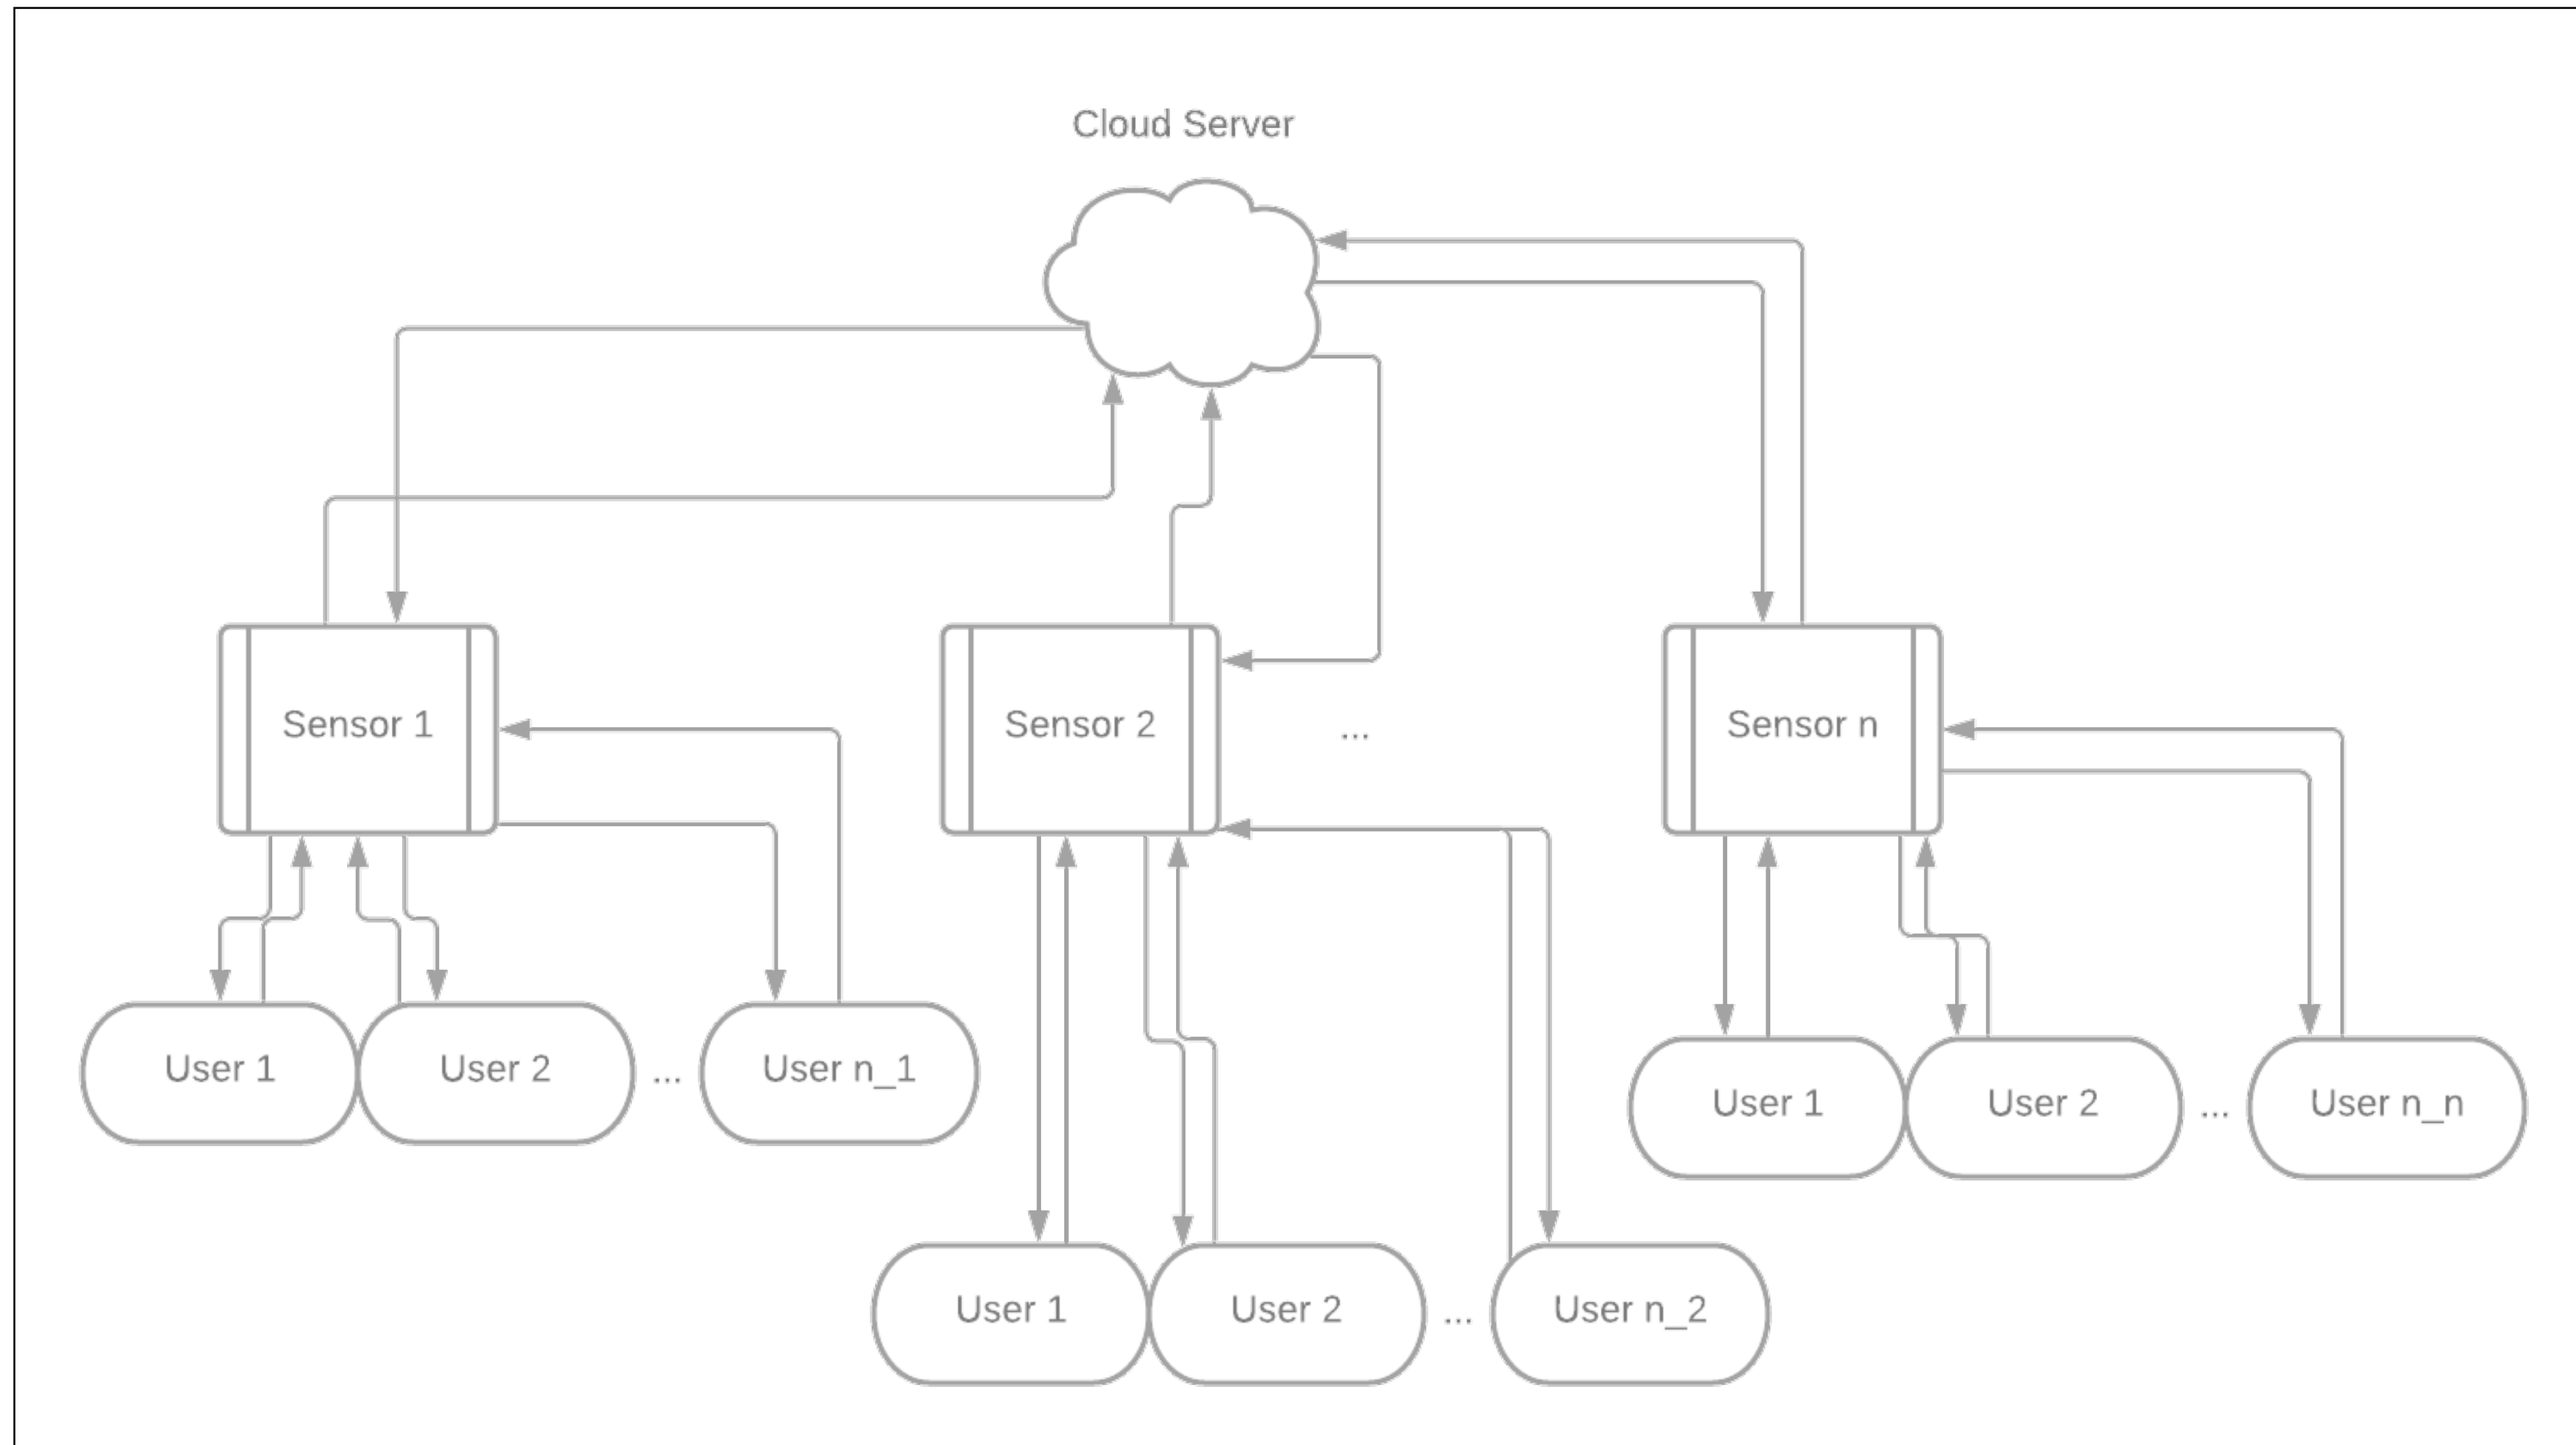 Cloud Server
Sensor 1
Sensor 2
...
Sensor n
User 1
User 2
...
User n_1
User 1
User 2
...
User n_n
User 1
User 2
...
User n_2